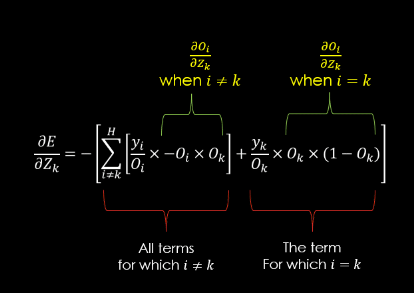 ∂O_i/∂z_k when i ≠ k
∂O_i/∂z_k when i = k
∂E/∂Z_k = −[∑_{i≠k}^{H} [y_i/O_i × −O_i × O_k] + y_k/O_k × O_k × (1 − O_k)]
All terms
for which i ≠ k
The term
For which i = k